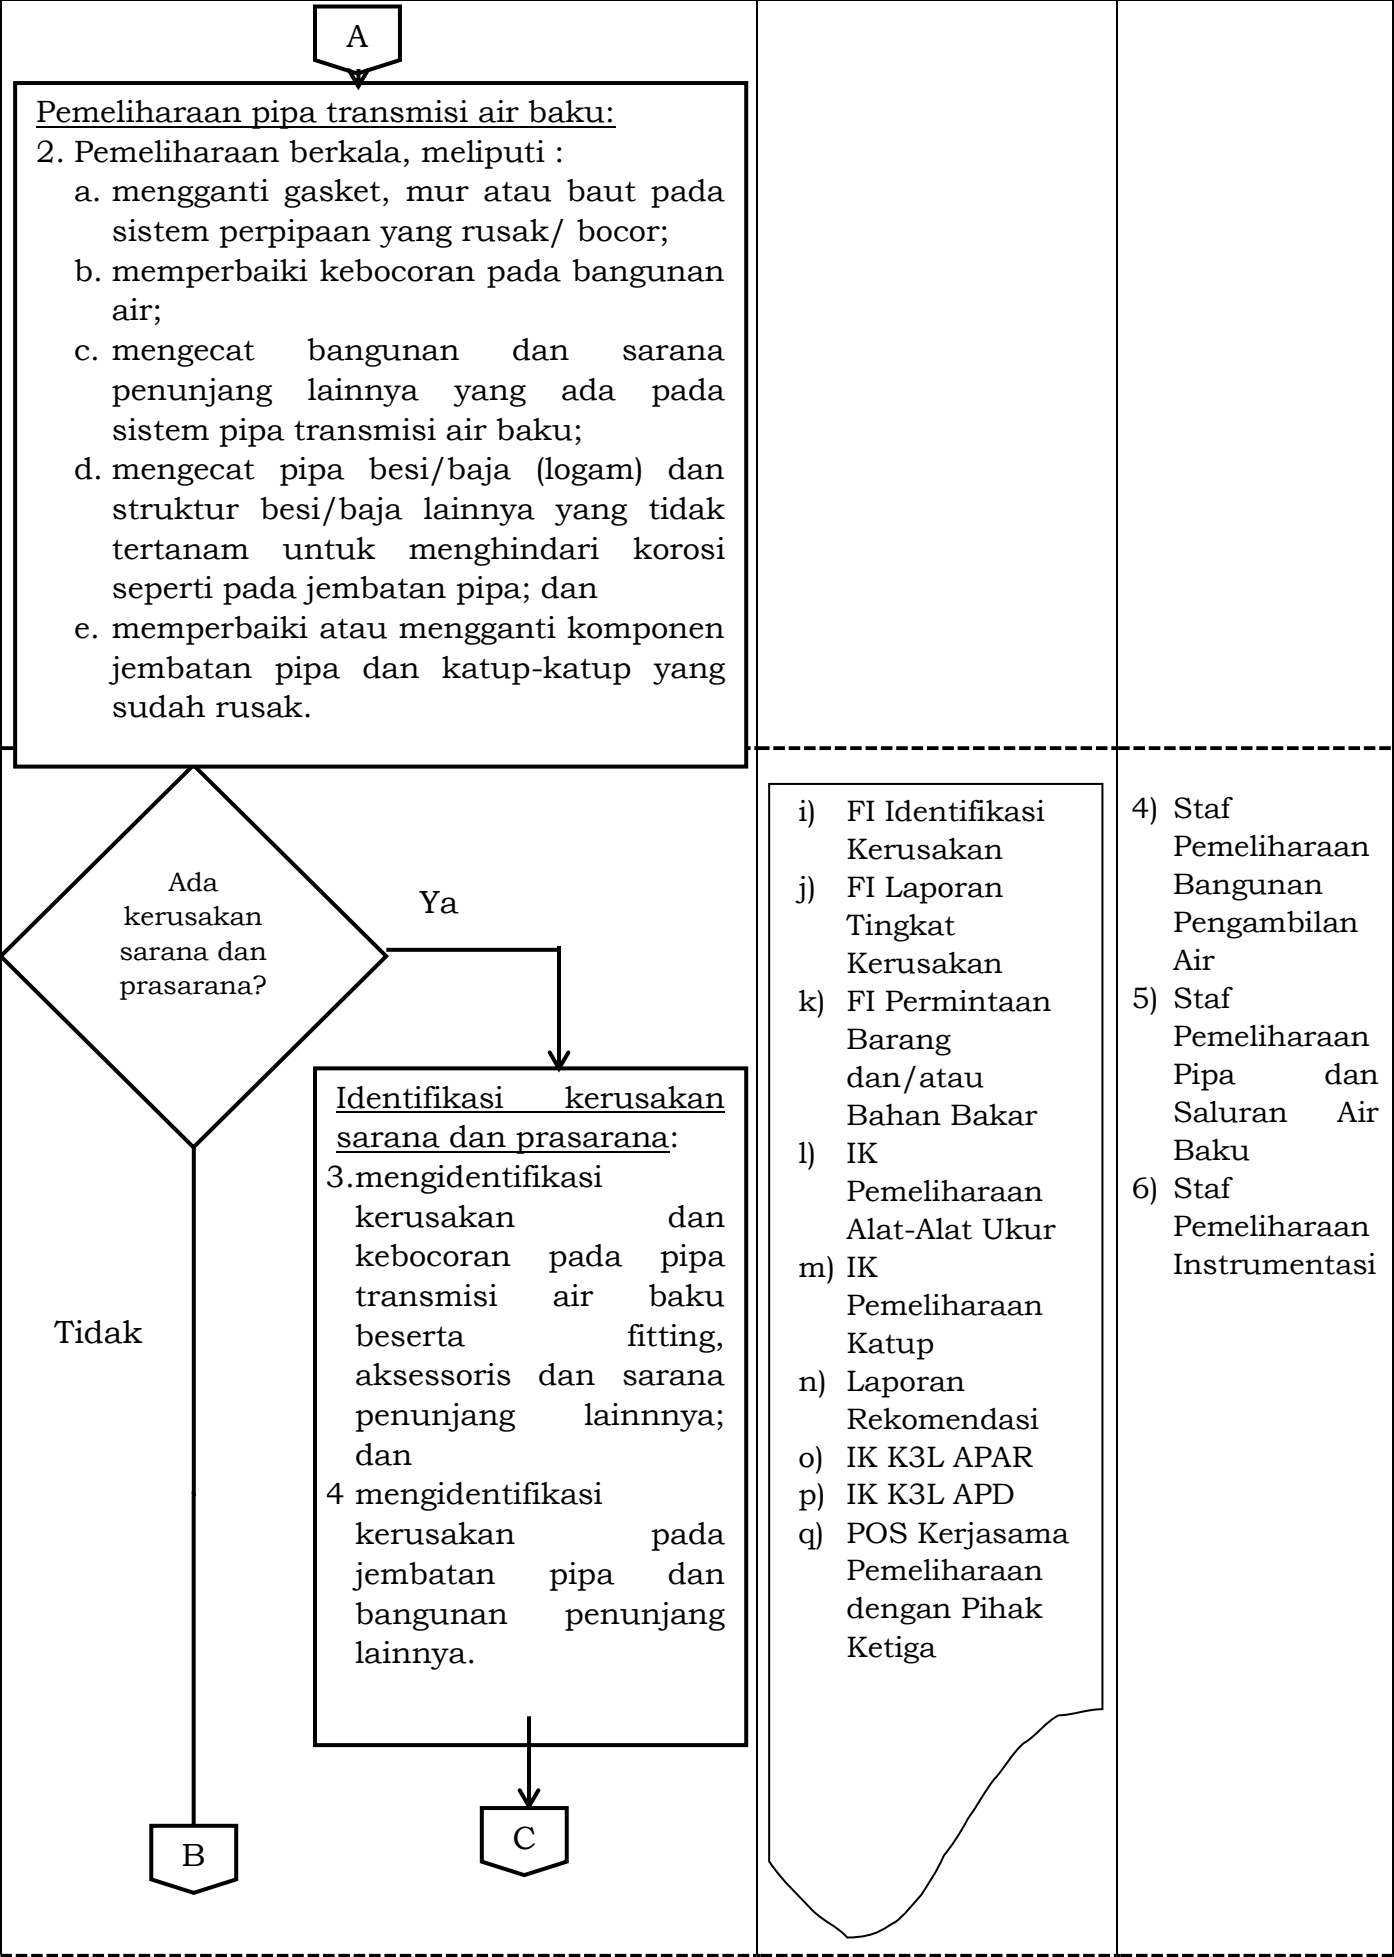 A
Pemeliharaan pipa transmisi air baku:
2. Pemeliharaan berkala, meliputi :
a. mengganti gasket, mur atau baut pada
sistem perpipaan yang rusak/ bocor;
b. memperbaiki kebocoran pada bangunan
air;
c. mengecat bangunan dan sarana
penunjang lainnya yang ada pada
sistem pipa transmisi air baku;
d. mengecat pipa besi/baja (logam) dan
struktur besi/baja lainnya yang tidak
tertanam untuk menghindari korosi
seperti pada jembatan pipa; dan
e. memperbaiki atau mengganti komponen
jembatan pipa dan katup-katup yang
sudah rusak.
Ada
kerusakan
sarana dan
prasarana?
Ya
Tidak
Identifikasi kerusakan
sarana dan prasarana:
3.mengidentifikasi
kerusakan dan
kebocoran pada pipa
transmisi air baku
beserta fitting,
aksessoris dan sarana
penunjang lainnnya;
dan
4 mengidentifikasi
kerusakan pada
jembatan pipa dan
bangunan penunjang
lainnya.
B
C
i) FI Identifikasi
Kerusakan
j) FI Laporan
Tingkat
Kerusakan
k) FI Permintaan
Barang
dan/atau
Bahan Bakar
l) IK
Pemeliharaan
Alat-Alat Ukur
m) IK
Pemeliharaan
Katup
n) Laporan
Rekomendasi
o) IK K3L APAR
p) IK K3L APD
q) POS Kerjasama
Pemeliharaan
dengan Pihak
Ketiga
4) Staf
Pemeliharaan
Bangunan
Pengambilan
Air
5) Staf
Pemeliharaan
Pipa dan
Saluran Air
Baku
6) Staf
Pemeliharaan
Instrumentasi